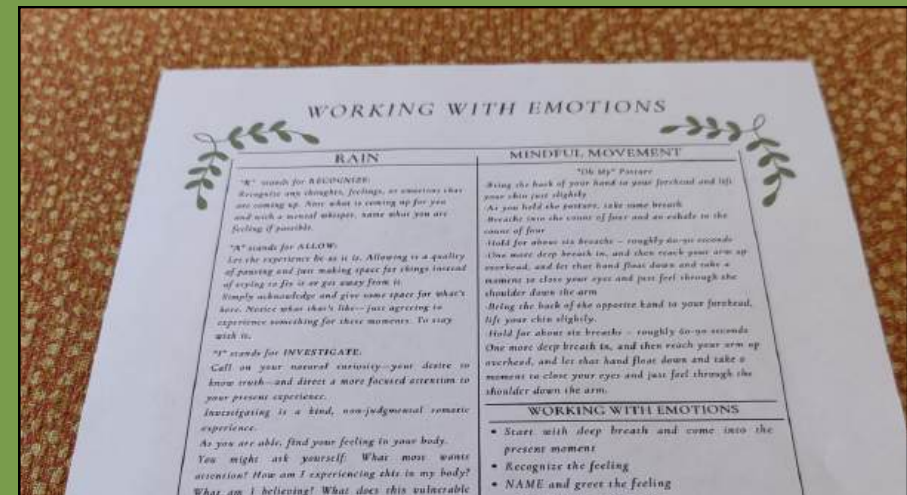 WORKING WITH EMOTIONS
RAIN
"R" stands for RECOGNIZE:
Recognize any thoughts, feelings, or emotions that
are coming up. Note what is coming up for you
and with a mental whisper, name what you are
feeling if possible.
"A" stands for ALLOW:
Let the experience be as it is. Allowing is a quality
of pausing and just making space for things instead
of trying to fix it or get away from it.
Simply acknowledge and give some space for what's
here. Notice what that's like—just agreeing to
experience something for these moments. To stay
with it.
"I" stands for INVESTIGATE:
Call on your natural curiosity—your desire to
know truth—and direct a more focused attention to
your present experience.
Investigating is a kind, non-judgmental somatic
experience.
As you are able, find your feeling in your body.
You might ask yourself: What most wants
attention? How am I experiencing this in my body?
What am I believing? What does this vulnerable
MINDFUL MOVEMENT
"Oh My" Posture
-Bring the back of your hand to your forehead and lift
your chin just slightly
-As you hold the posture, take some breath
-Breathe into the count of four and an exhale to the
count of four
-Hold for about six breaths – roughly 60-90 seconds
-One more deep breath in, and then reach your arm up
overhead, and let that hand float down and take a
moment to close your eyes and just feel through the
shoulder down the arm
-Bring the back of the opposite hand to your forehead,
lift your chin slightly.
-Hold for about six breaths – roughly 60-90 seconds
One more deep breath in, and then reach your arm up
overhead, and let that hand float down and take a
moment to close your eyes and just feel through the
shoulder down the arm.
WORKING WITH EMOTIONS
• Start with deep breath and come into the
present moment
• Recognize the feeling
• NAME and greet the feeling